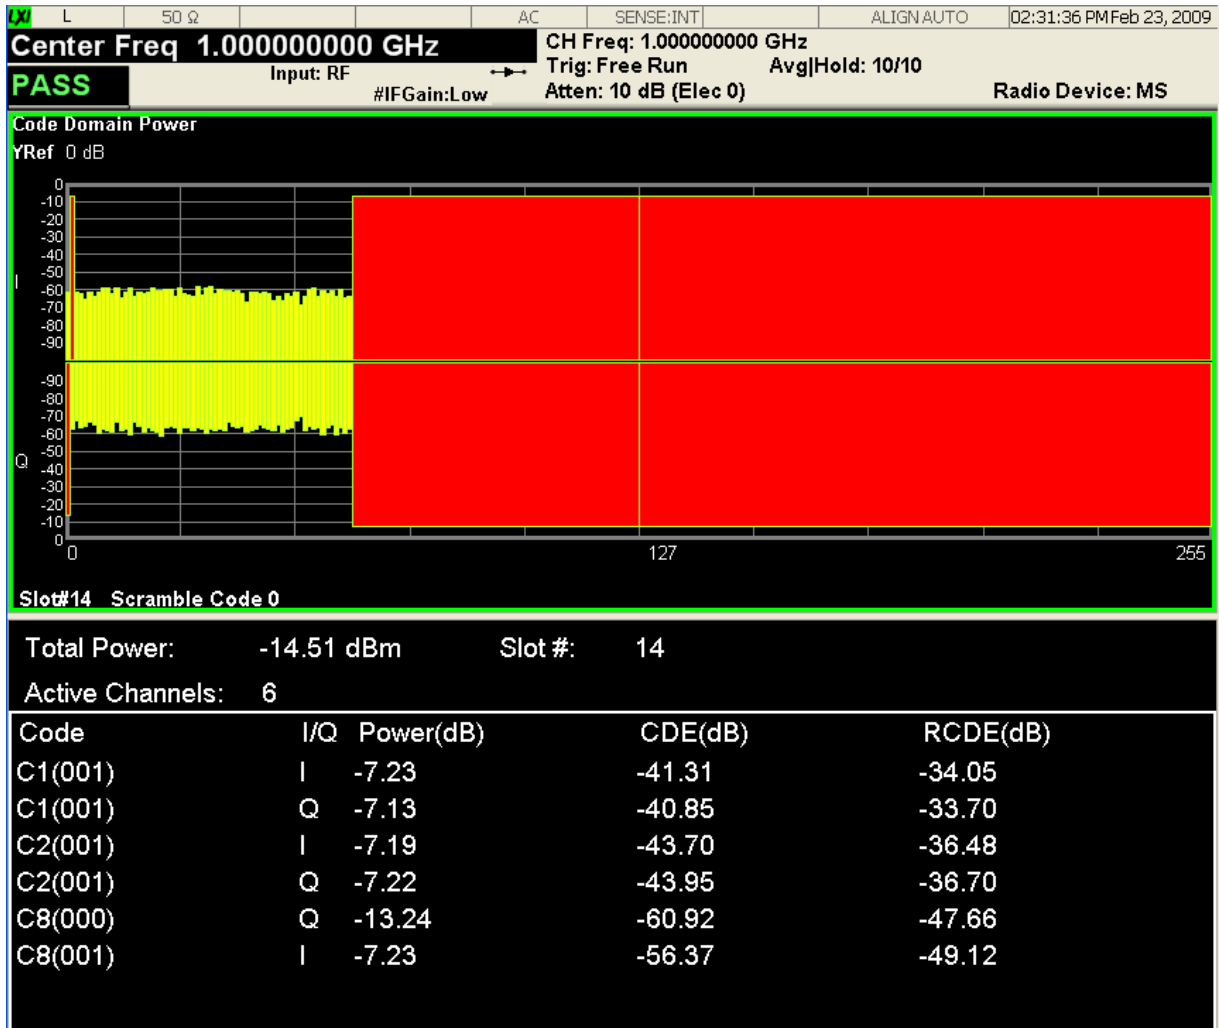 LXI L 50 Ω AC SENSE:INT ALIGN AUTO 02:31:36 PM Feb 23, 2009
Center Freq 1.000000000 GHz
CH Freq: 1.000000000 GHz
PASS
Input: RF
Trig: Free Run Avg|Hold: 10/10
#IFGain:Low
Atten: 10 dB (Elec 0)
Radio Device: MS
Code Domain Power
YRef 0 dB
0
-10
-20
-30
-40
-50
I
-60
-70
-80
-90
-90
-80
-70
-60
-50
Q
-40
-30
-20
-10
0
0 127 255
Slot#14 Scramble Code 0
Total Power: -14.51 dBm Slot #: 14
Active Channels: 6
Code I/Q Power(dB) CDE(dB) RCDE(dB)
C1(001) I -7.23 -41.31 -34.05
C1(001) Q -7.13 -40.85 -33.70
C2(001) I -7.19 -43.70 -36.48
C2(001) Q -7.22 -43.95 -36.70
C8(000) Q -13.24 -60.92 -47.66
C8(001) I -7.23 -56.37 -49.12